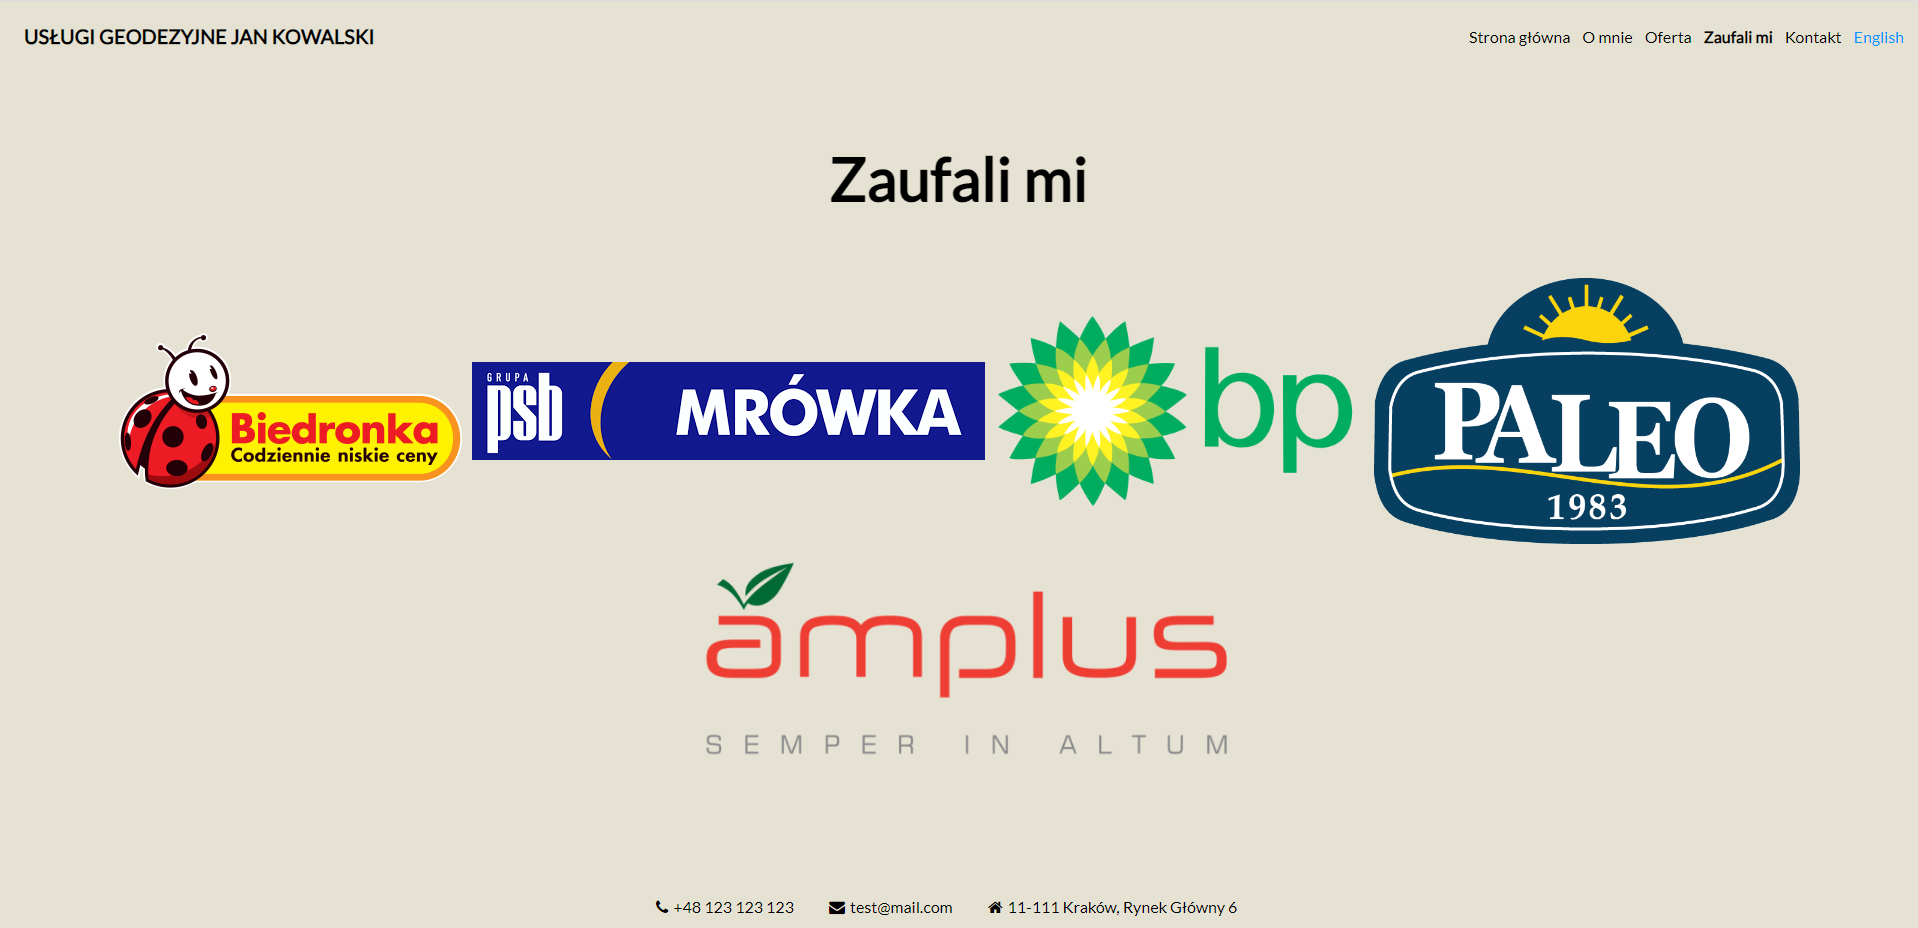 USŁUGI GEODEZYJNE JAN KOWALSKI
Strona główna O mnie Oferta Zaufali mi Kontakt English
Zaufali mi
Biedronka
Codziennie niskie ceny
GRUPA
psb
MRÓWKA
bp
PALEO
1983
amplus
SEMPER IN ALTUM
+48 123 123 123 test@mail.com 11-111 Kraków, Rynek Główny 6